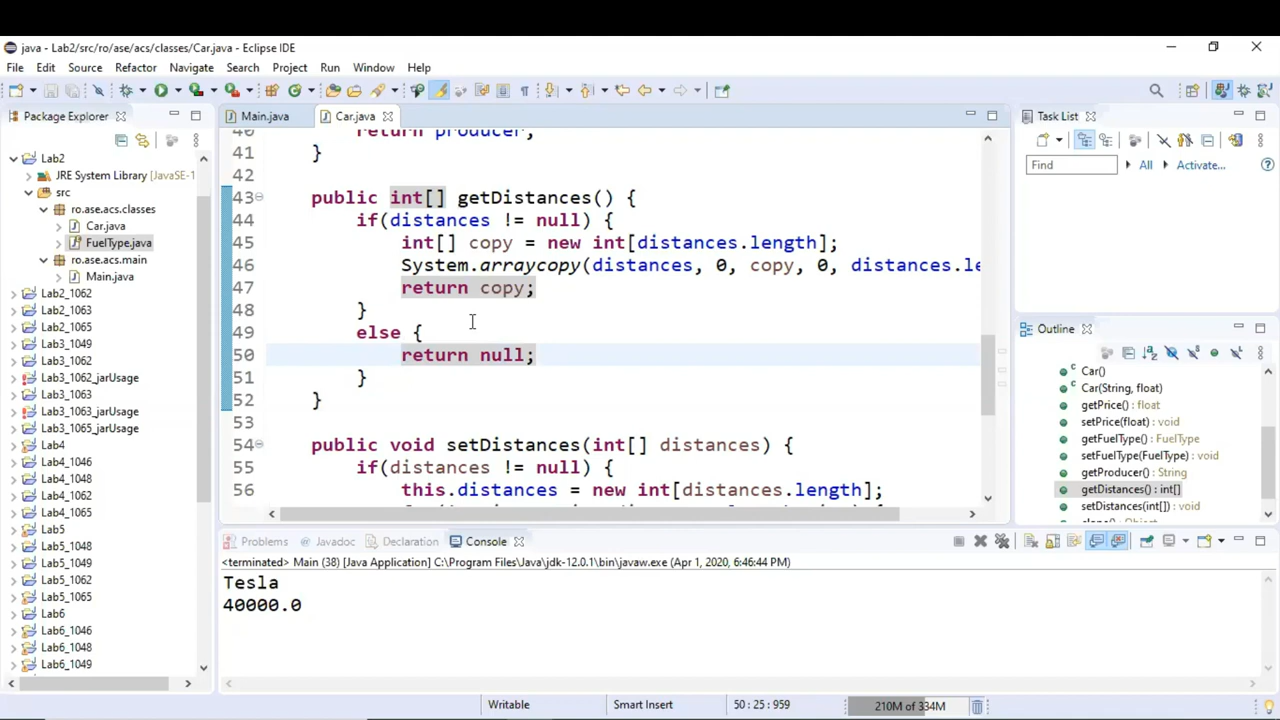 java - Lab2/src/ro/ase/acs/classes/Car.java - Eclipse IDE
File Edit Source Refactor Navigate Search Project Run Window Help
Package Explorer
Lab2
JRE System Library [JavaSE-1
src
ro.ase.acs.classes
Car.java
FuelType.java
ro.ase.acs.main
Main.java
Lab2_1062
Lab2_1063
Lab2_1065
Lab3_1049
Lab3_1062
Lab3_1062_jarUsage
Lab3_1063
Lab3_1063_jarUsage
Lab3_1065_jarUsage
Lab4
Lab4_1046
Lab4_1048
Lab4_1062
Lab4_1065
Lab5
Lab5_1048
Lab5_1049
Lab5_1062
Lab5_1065
Lab6
Lab6_1046
Lab6_1048
Lab6_1049
Main.java Car.java
40 return producer;
41 }
42
43 public int[] getDistances() {
44 if(distances != null) {
45 int[] copy = new int[distances.length];
46 System.arraycopy(distances, 0, copy, 0, distances.le
47 return copy;
48 }
49 else {
50 return null;
51 }
52 }
53
54 public void setDistances(int[] distances) {
55 if(distances != null) {
56 this.distances = new int[distances.length];
Task List
Find All Activate...
Outline
Car()
Car(String, float)
getPrice() : float
setPrice(float) : void
getFuelType() : FuelType
setFuelType(FuelType) : void
getProducer() : String
getDistances() : int[]
setDistances(int[]) : void
Problems Javadoc Declaration Console
<terminated> Main (38) [Java Application] C:\Program Files\Java\jdk-12.0.1\bin\javaw.exe (Apr 1, 2020, 6:46:44 PM)
Tesla
40000.0
Writable Smart Insert 50 : 25 : 959 210M of 334M